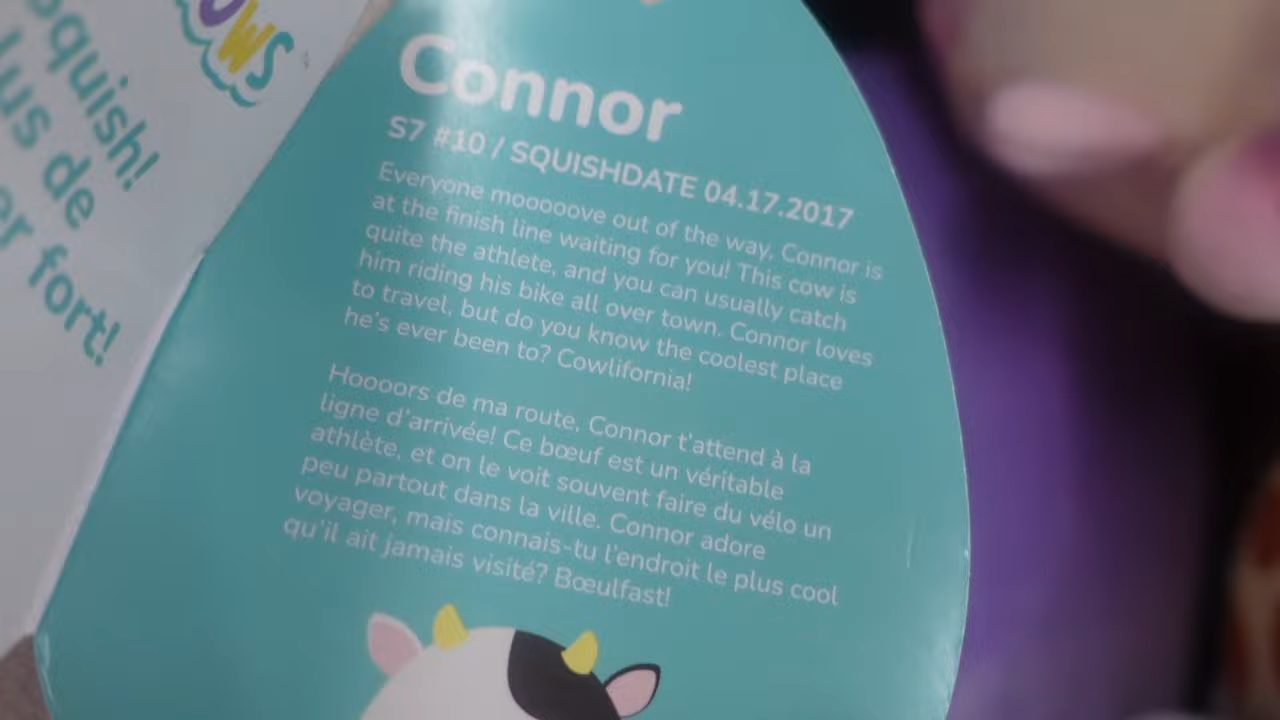 OWS
squish!
lus de
er fort!
Connor
S7 #10 / SQUISHDATE 04.17.2017
Everyone mooooove out of the way, Connor is
at the finish line waiting for you! This cow is
quite the athlete, and you can usually catch
him riding his bike all over town. Connor loves
to travel, but do you know the coolest place
he's ever been to? Cowlifornia!
Hoooors de ma route, Connor t'attend à la
ligne d'arrivée! Ce bœuf est un véritable
athlète, et on le voit souvent faire du vélo un
peu partout dans la ville. Connor adore
voyager, mais connais-tu l'endroit le plus cool
qu'il ait jamais visité? Bœulfast!